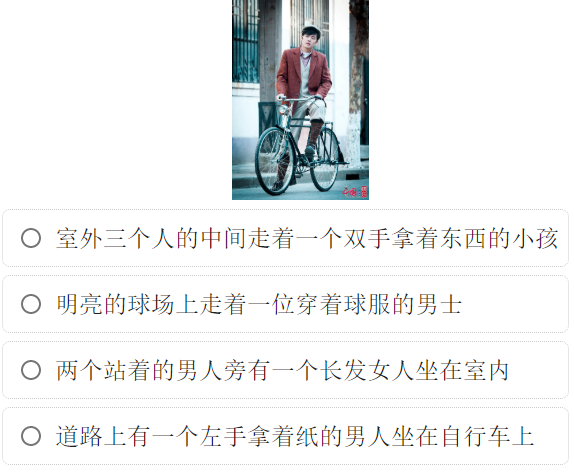 室外三个人的中间走着一个双手拿着东西的小孩
明亮的球场上走着一位穿着球服的男士
两个站着的男人旁有一个长发女人坐在室内
道路上有一个左手拿着纸的男人坐在自行车上